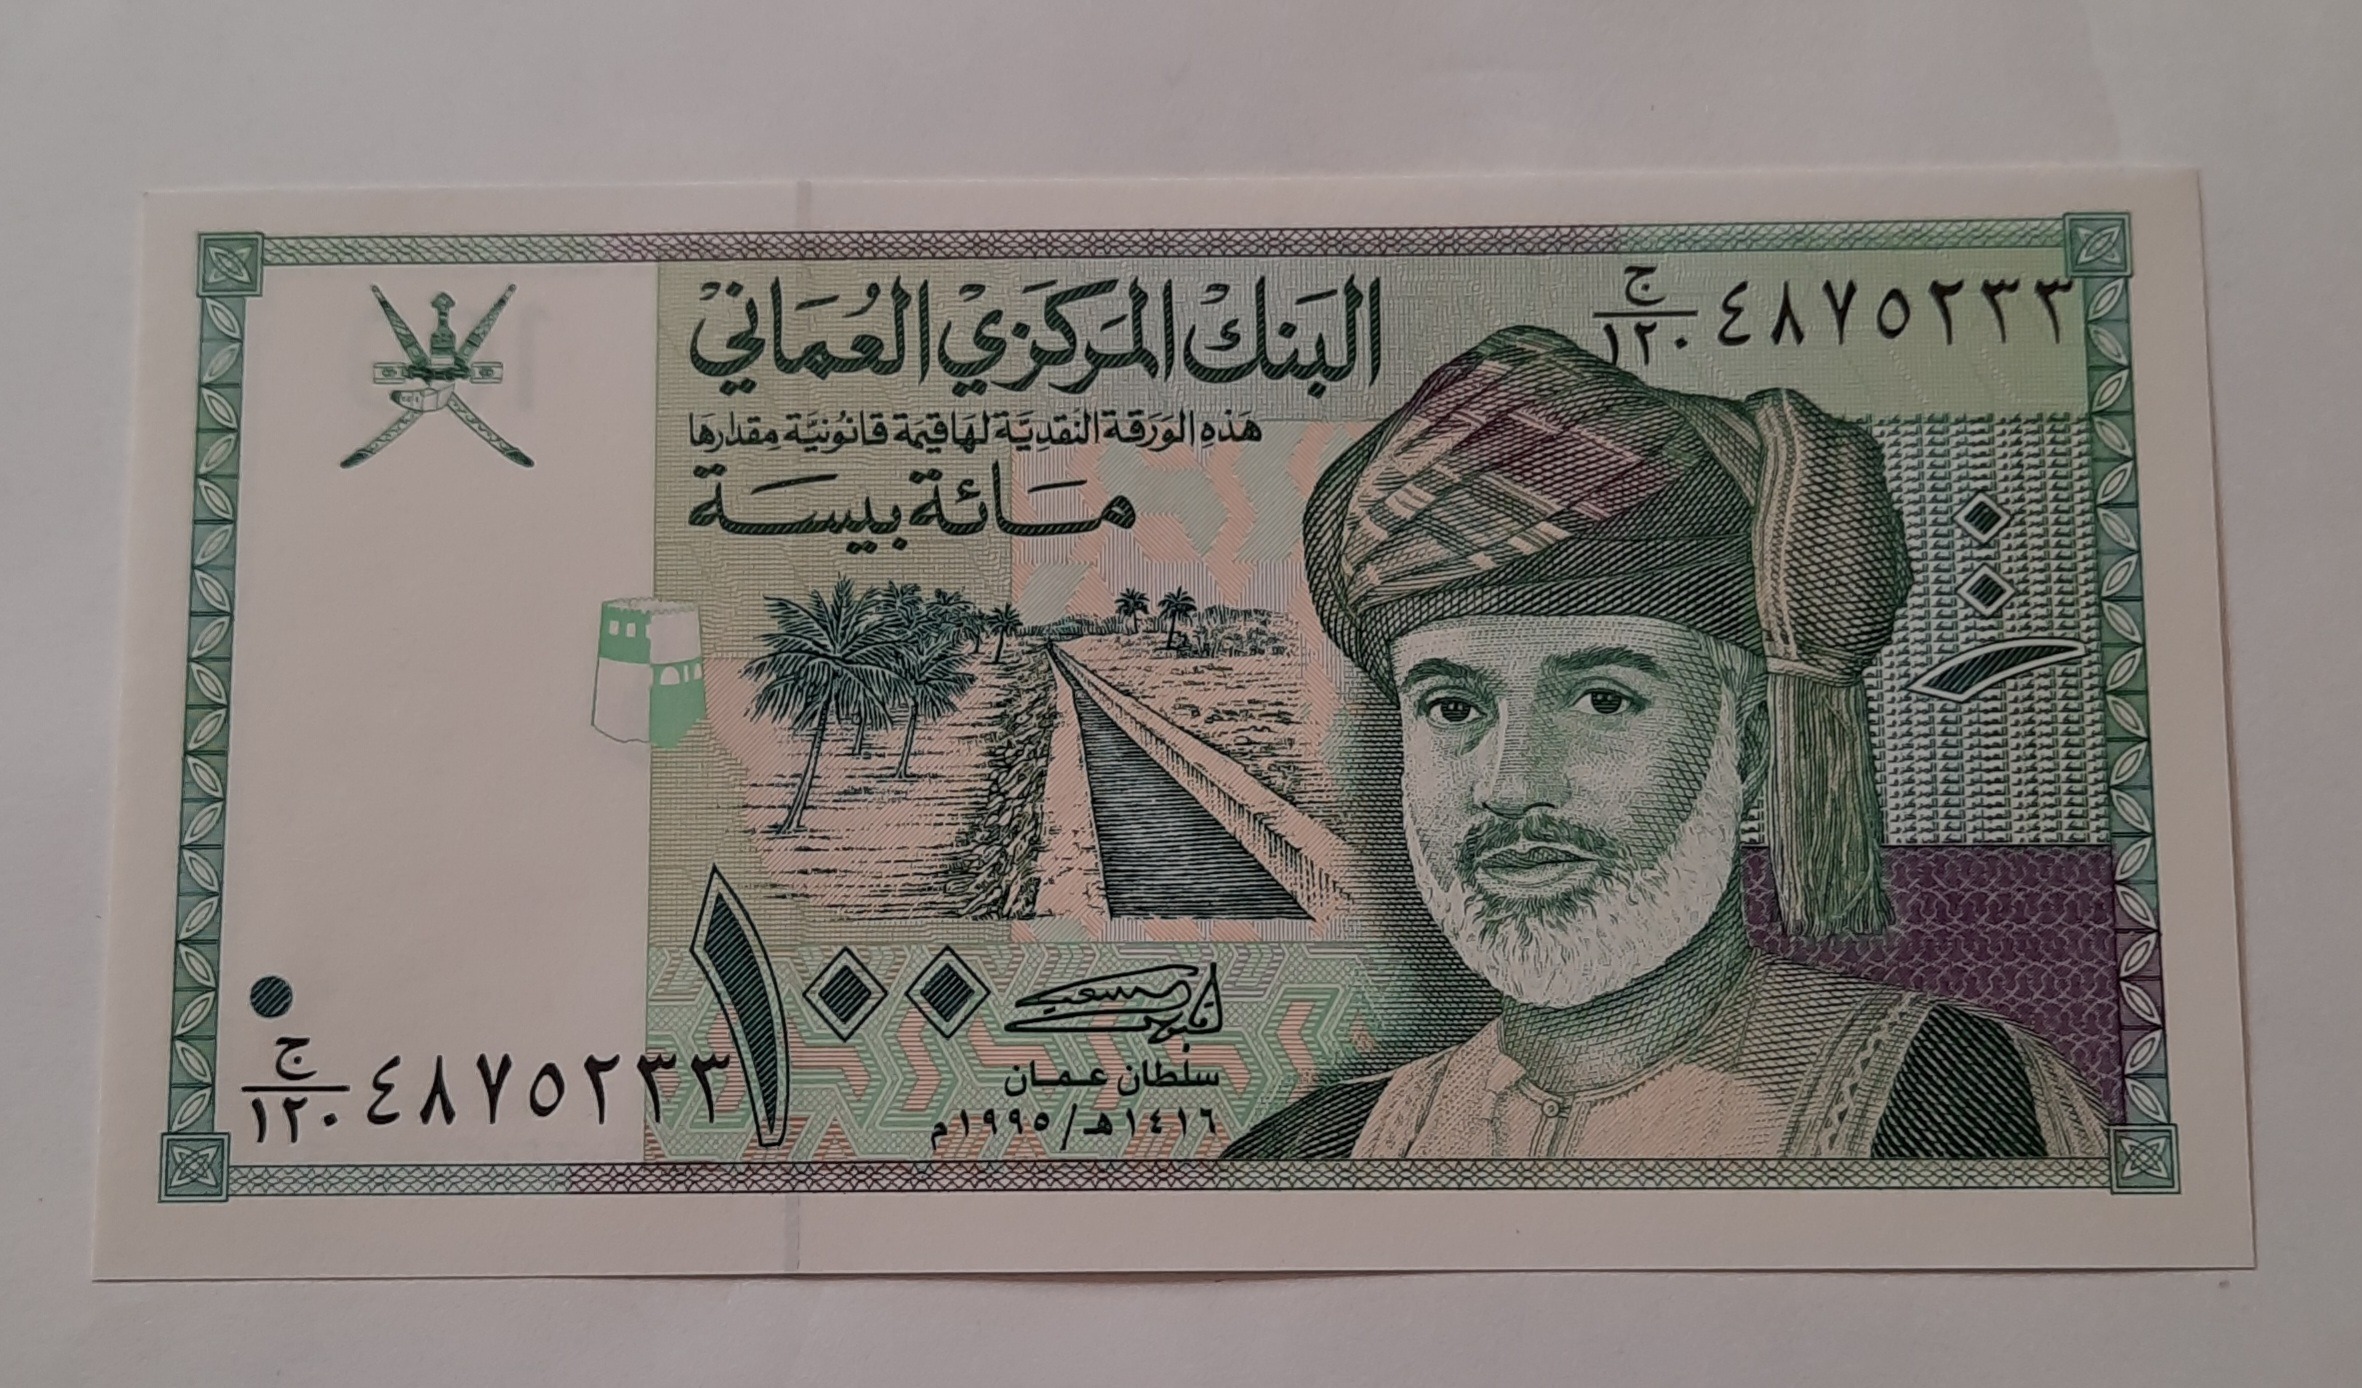 البنك المركزي العماني
ج
١٢٠
٤٨٧٥٢٣٣
هذه الورقة النقدية لها قيمة قانونية مقدارها
مائة بيسة
١٠٠
١٠٠
سلطان عمان
١٤١٦هـ/١٩٩٥م
ج
١٢٠
٤٨٧٥٢٣٣